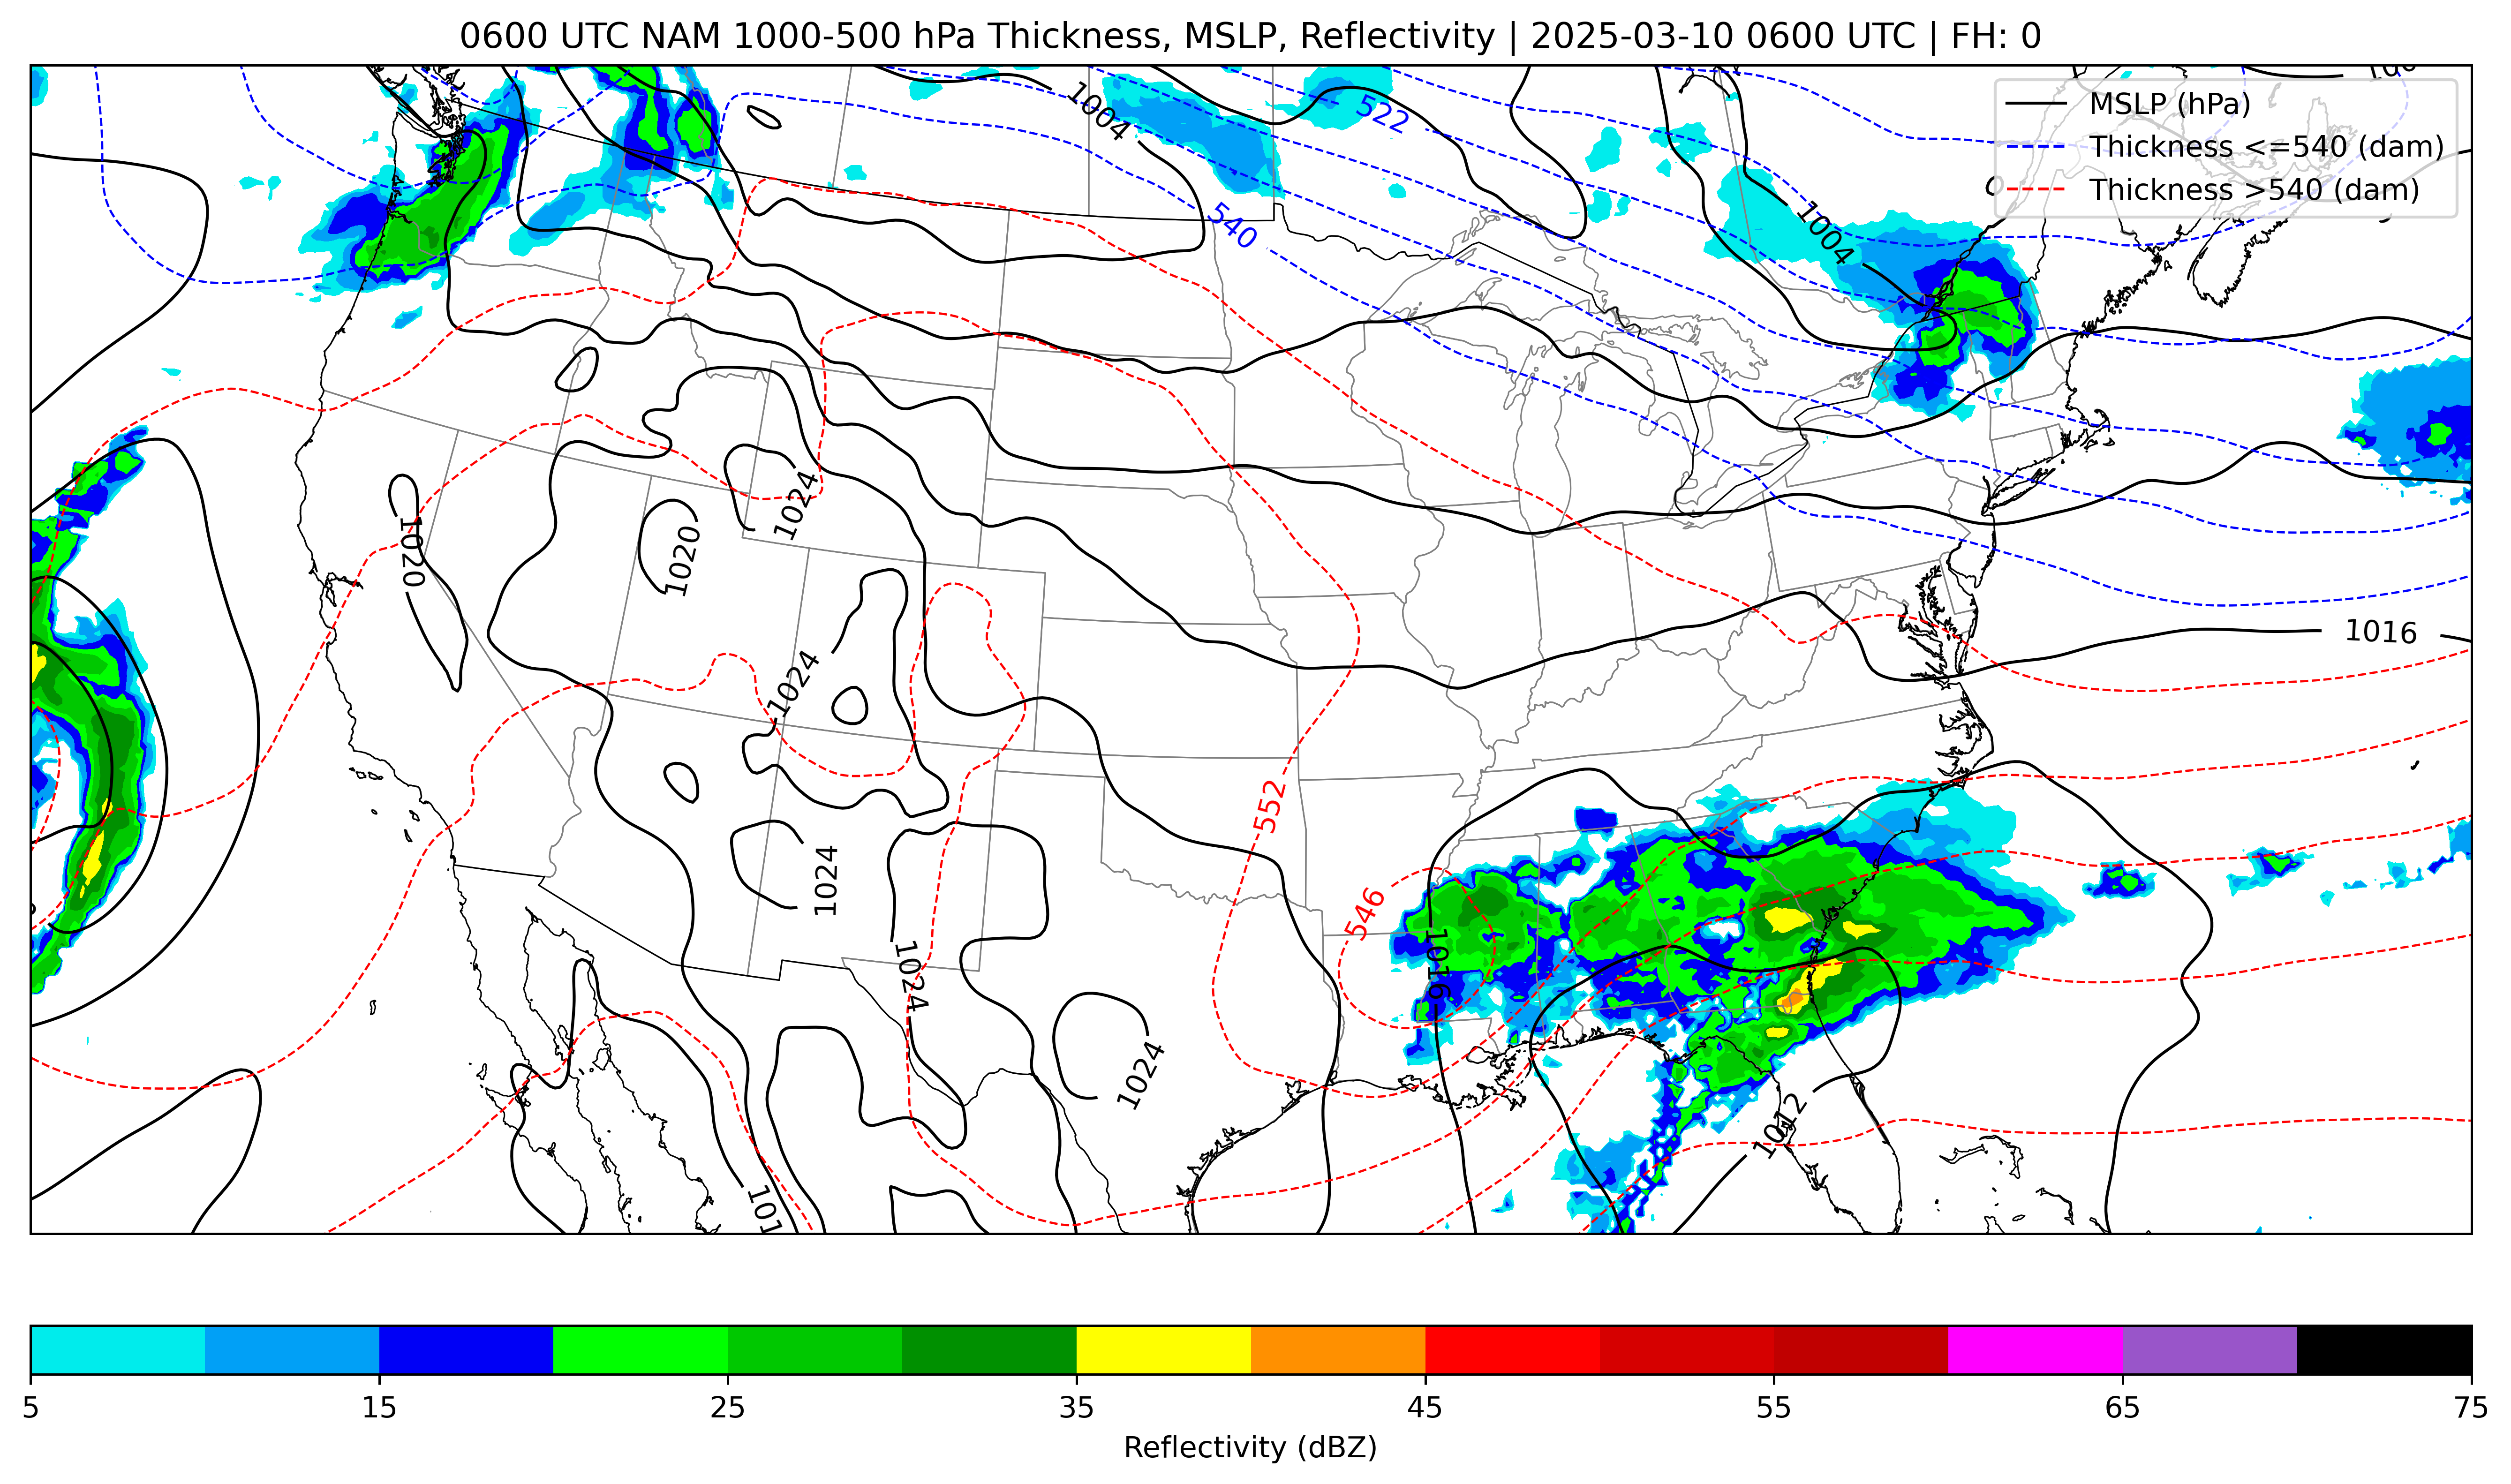 0600 UTC NAM 1000-500 hPa Thickness, MSLP, Reflectivity | 2025-03-10 0600 UTC | FH: 0
MSLP (hPa)
Thickness <=540 (dam)
Thickness >540 (dam)
1004
522
540
1004
1020
1020
1024
1016
1024
552
546
1024
1024
1016
1024
1012
101
5 15 25 35 45 55 65 75
Reflectivity (dBZ)